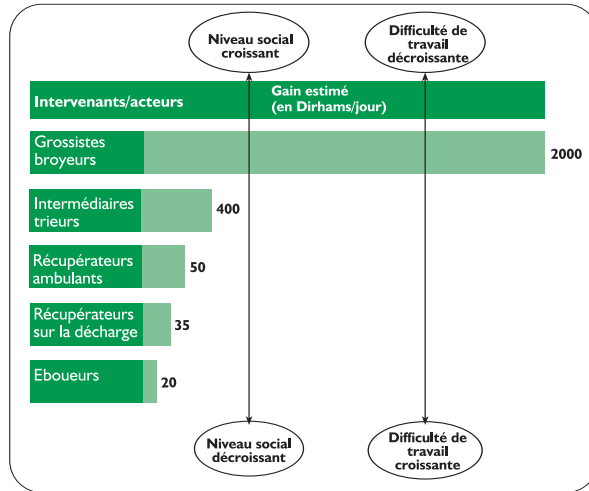 Niveau social
croissant
Difficulté de
travail
décroissante
Intervenants/acteurs
Gain estimé
(en Dirhams/jour)
Grossistes
broyeurs
2000
Intermédiaires
trieurs
400
Récupérateurs
ambulants
50
Récupérateurs
sur la décharge
35
Eboueurs
20
Niveau social
décroissant
Difficulté de
travail
croissante